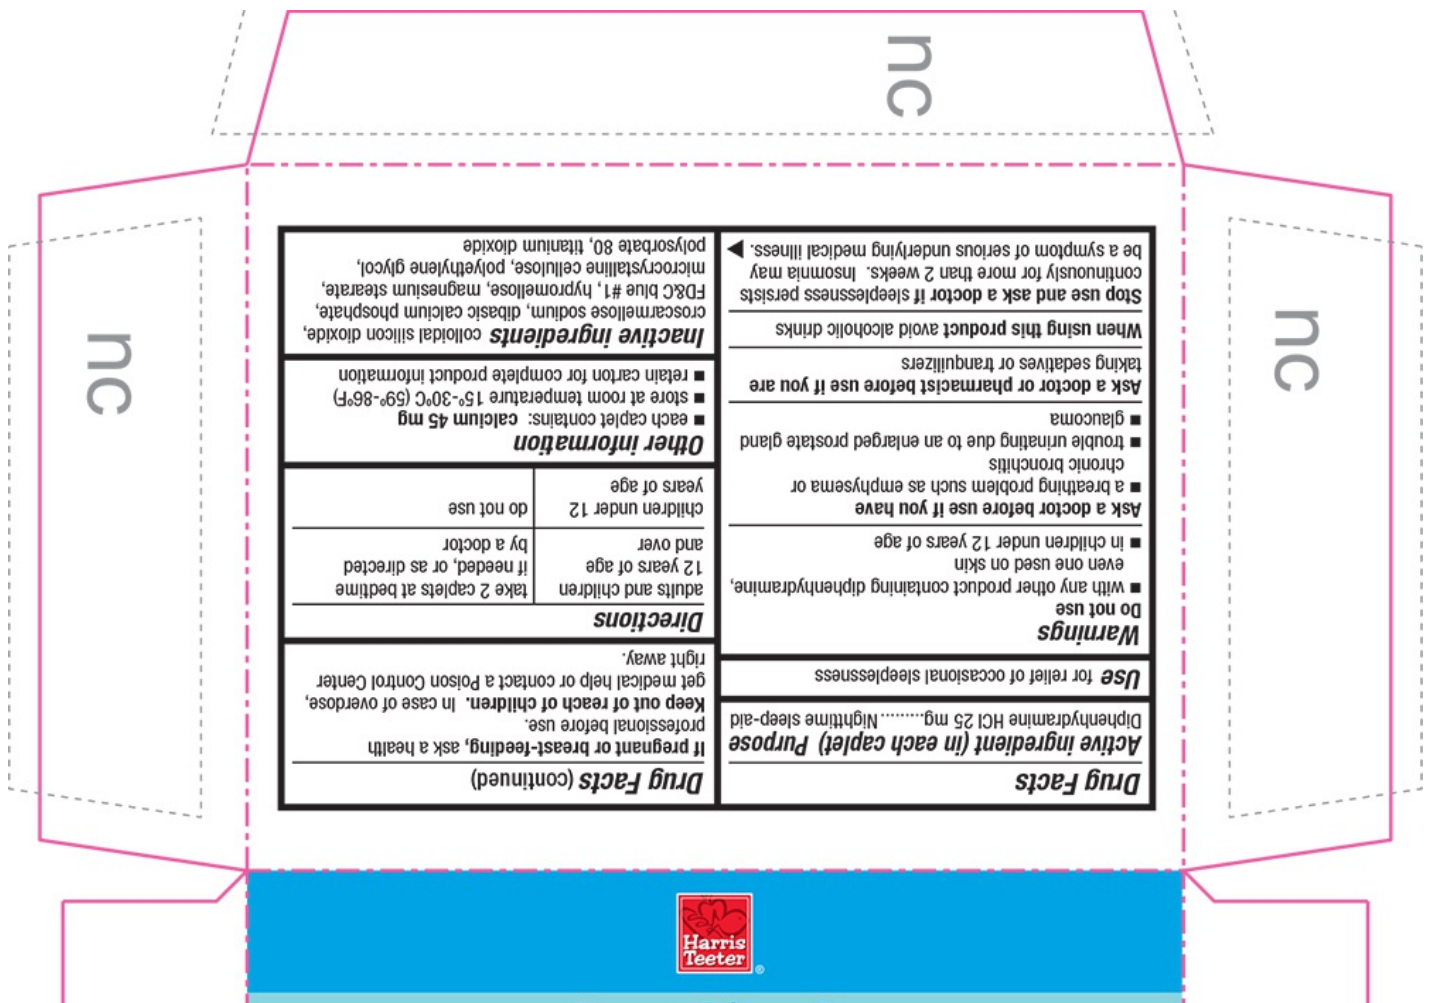 Drug Facts
Active ingredient (in each caplet) Purpose
Diphenhydramine HCl 25 mg.........Nighttime sleep-aid
Use for relief of occasional sleeplessness
Warnings
Do not use
■ with any other product containing diphenhydramine,
even one used on skin
■ in children under 12 years of age
Ask a doctor before use if you have
■ a breathing problem such as emphysema or
chronic bronchitis
■ trouble urinating due to an enlarged prostate gland
■ glaucoma
Ask a doctor or pharmacist before use if you are
taking sedatives or tranquilizers
When using this product avoid alcoholic drinks
Stop use and ask a doctor if sleeplessness persists
continuously for more than 2 weeks. Insomnia may
be a symptom of serious underlying medical illness. ▶
Drug Facts (continued)
If pregnant or breast-feeding, ask a health
professional before use.
Keep out of reach of children. In case of overdose,
get medical help or contact a Poison Control Center
right away.
Directions
adults and children
12 years of age
and over
take 2 caplets at bedtime
if needed, or as directed
by a doctor
children under 12
years of age
do not use
Other information
■ each caplet contains: calcium 45 mg
■ store at room temperature 15º-30ºC (59º-86ºF)
■ retain carton for complete product information
Inactive ingredients colloidal silicon dioxide,
croscarmellose sodium, dibasic calcium phosphate,
FD&C blue #1, hypromellose, magnesium stearate,
microcrystalline cellulose, polyethylene glycol,
polysorbate 80, titanium dioxide
nc
nc
nc
Harris
Teeter
®